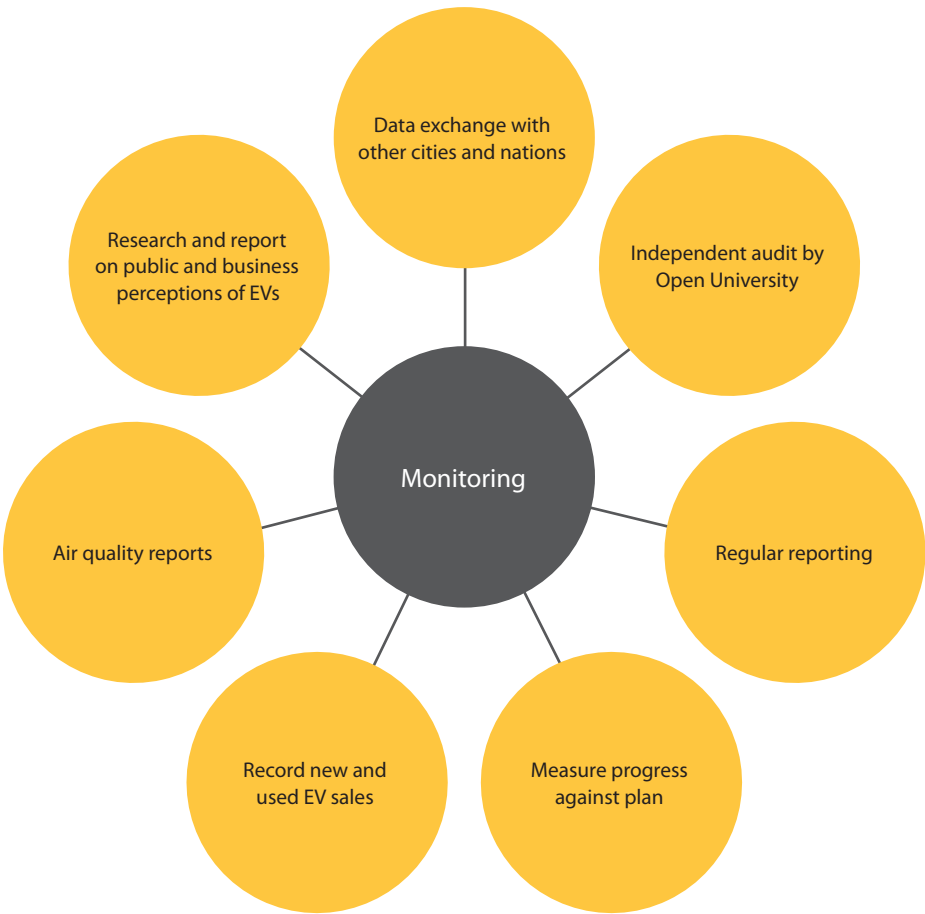 Data exchange with
other cities and nations
Independent audit by
Open University
Regular reporting
Measure progress
against plan
Record new and
used EV sales
Air quality reports
Research and report
on public and business
perceptions of EVs
Monitoring